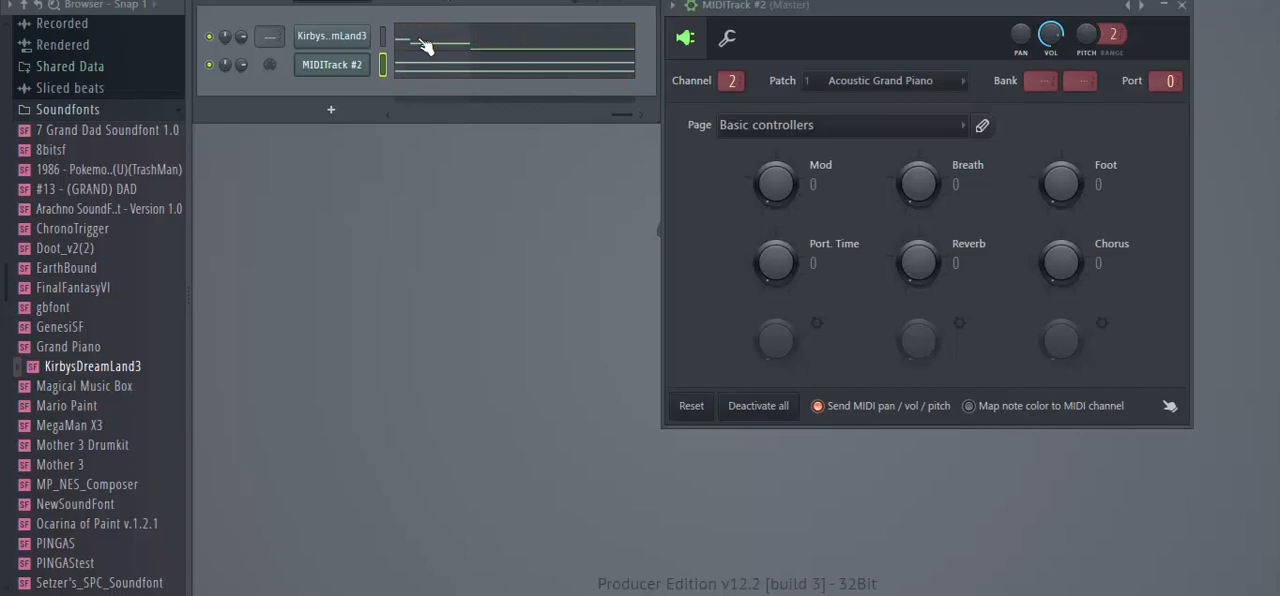 Browser - Snap 1
Recorded
Rendered
Shared Data
Sliced beats
Soundfonts
7 Grand Dad Soundfont 1.0
8bitsf
1986 - Pokemo..(U)(TrashMan)
#13 - (GRAND) DAD
Arachno SoundF..t - Version 1.0
ChronoTrigger
Doot_v2(2)
EarthBound
FinalFantasyVI
gbfont
GenesiSF
Grand Piano
KirbysDreamLand3
Magical Music Box
Mario Paint
MegaMan X3
Mother 3 Drumkit
Mother 3
MP_NES_Composer
NewSoundFont
Ocarina of Paint v.1.2.1
PINGAS
PINGAStest
Setzer's_SPC_Soundfont
Kirbys..mLand3
MIDITrack #2
+
MIDITrack #2 (Master)
2
PAN VOL PITCH RANGE
Channel 2 Patch 1 Acoustic Grand Piano Bank --- --- Port 0
Page Basic controllers
Mod
0
Breath
0
Foot
0
Port. Time
0
Reverb
0
Chorus
0
Reset Deactivate all Send MIDI pan / vol / pitch Map note color to MIDI channel
Producer Edition v12.2 [build 3] - 32Bit